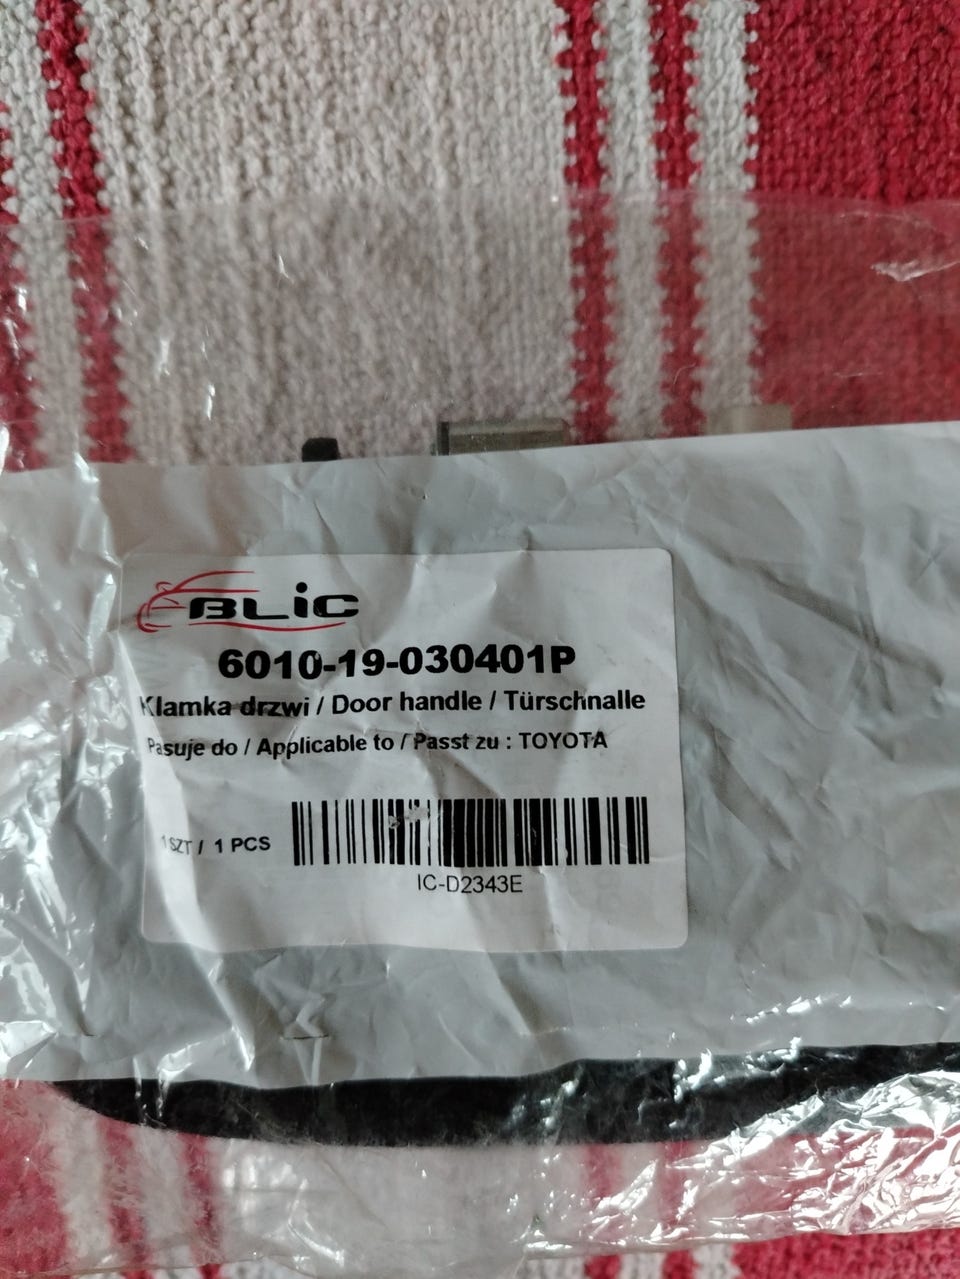 BLiC
6010-19-030401P
Klamka drzwi / Door handle / Türschnalle
Pasuje do / Applicable to / Passt zu : TOYOTA
1 SZT / 1 PCS
IC-D2343E